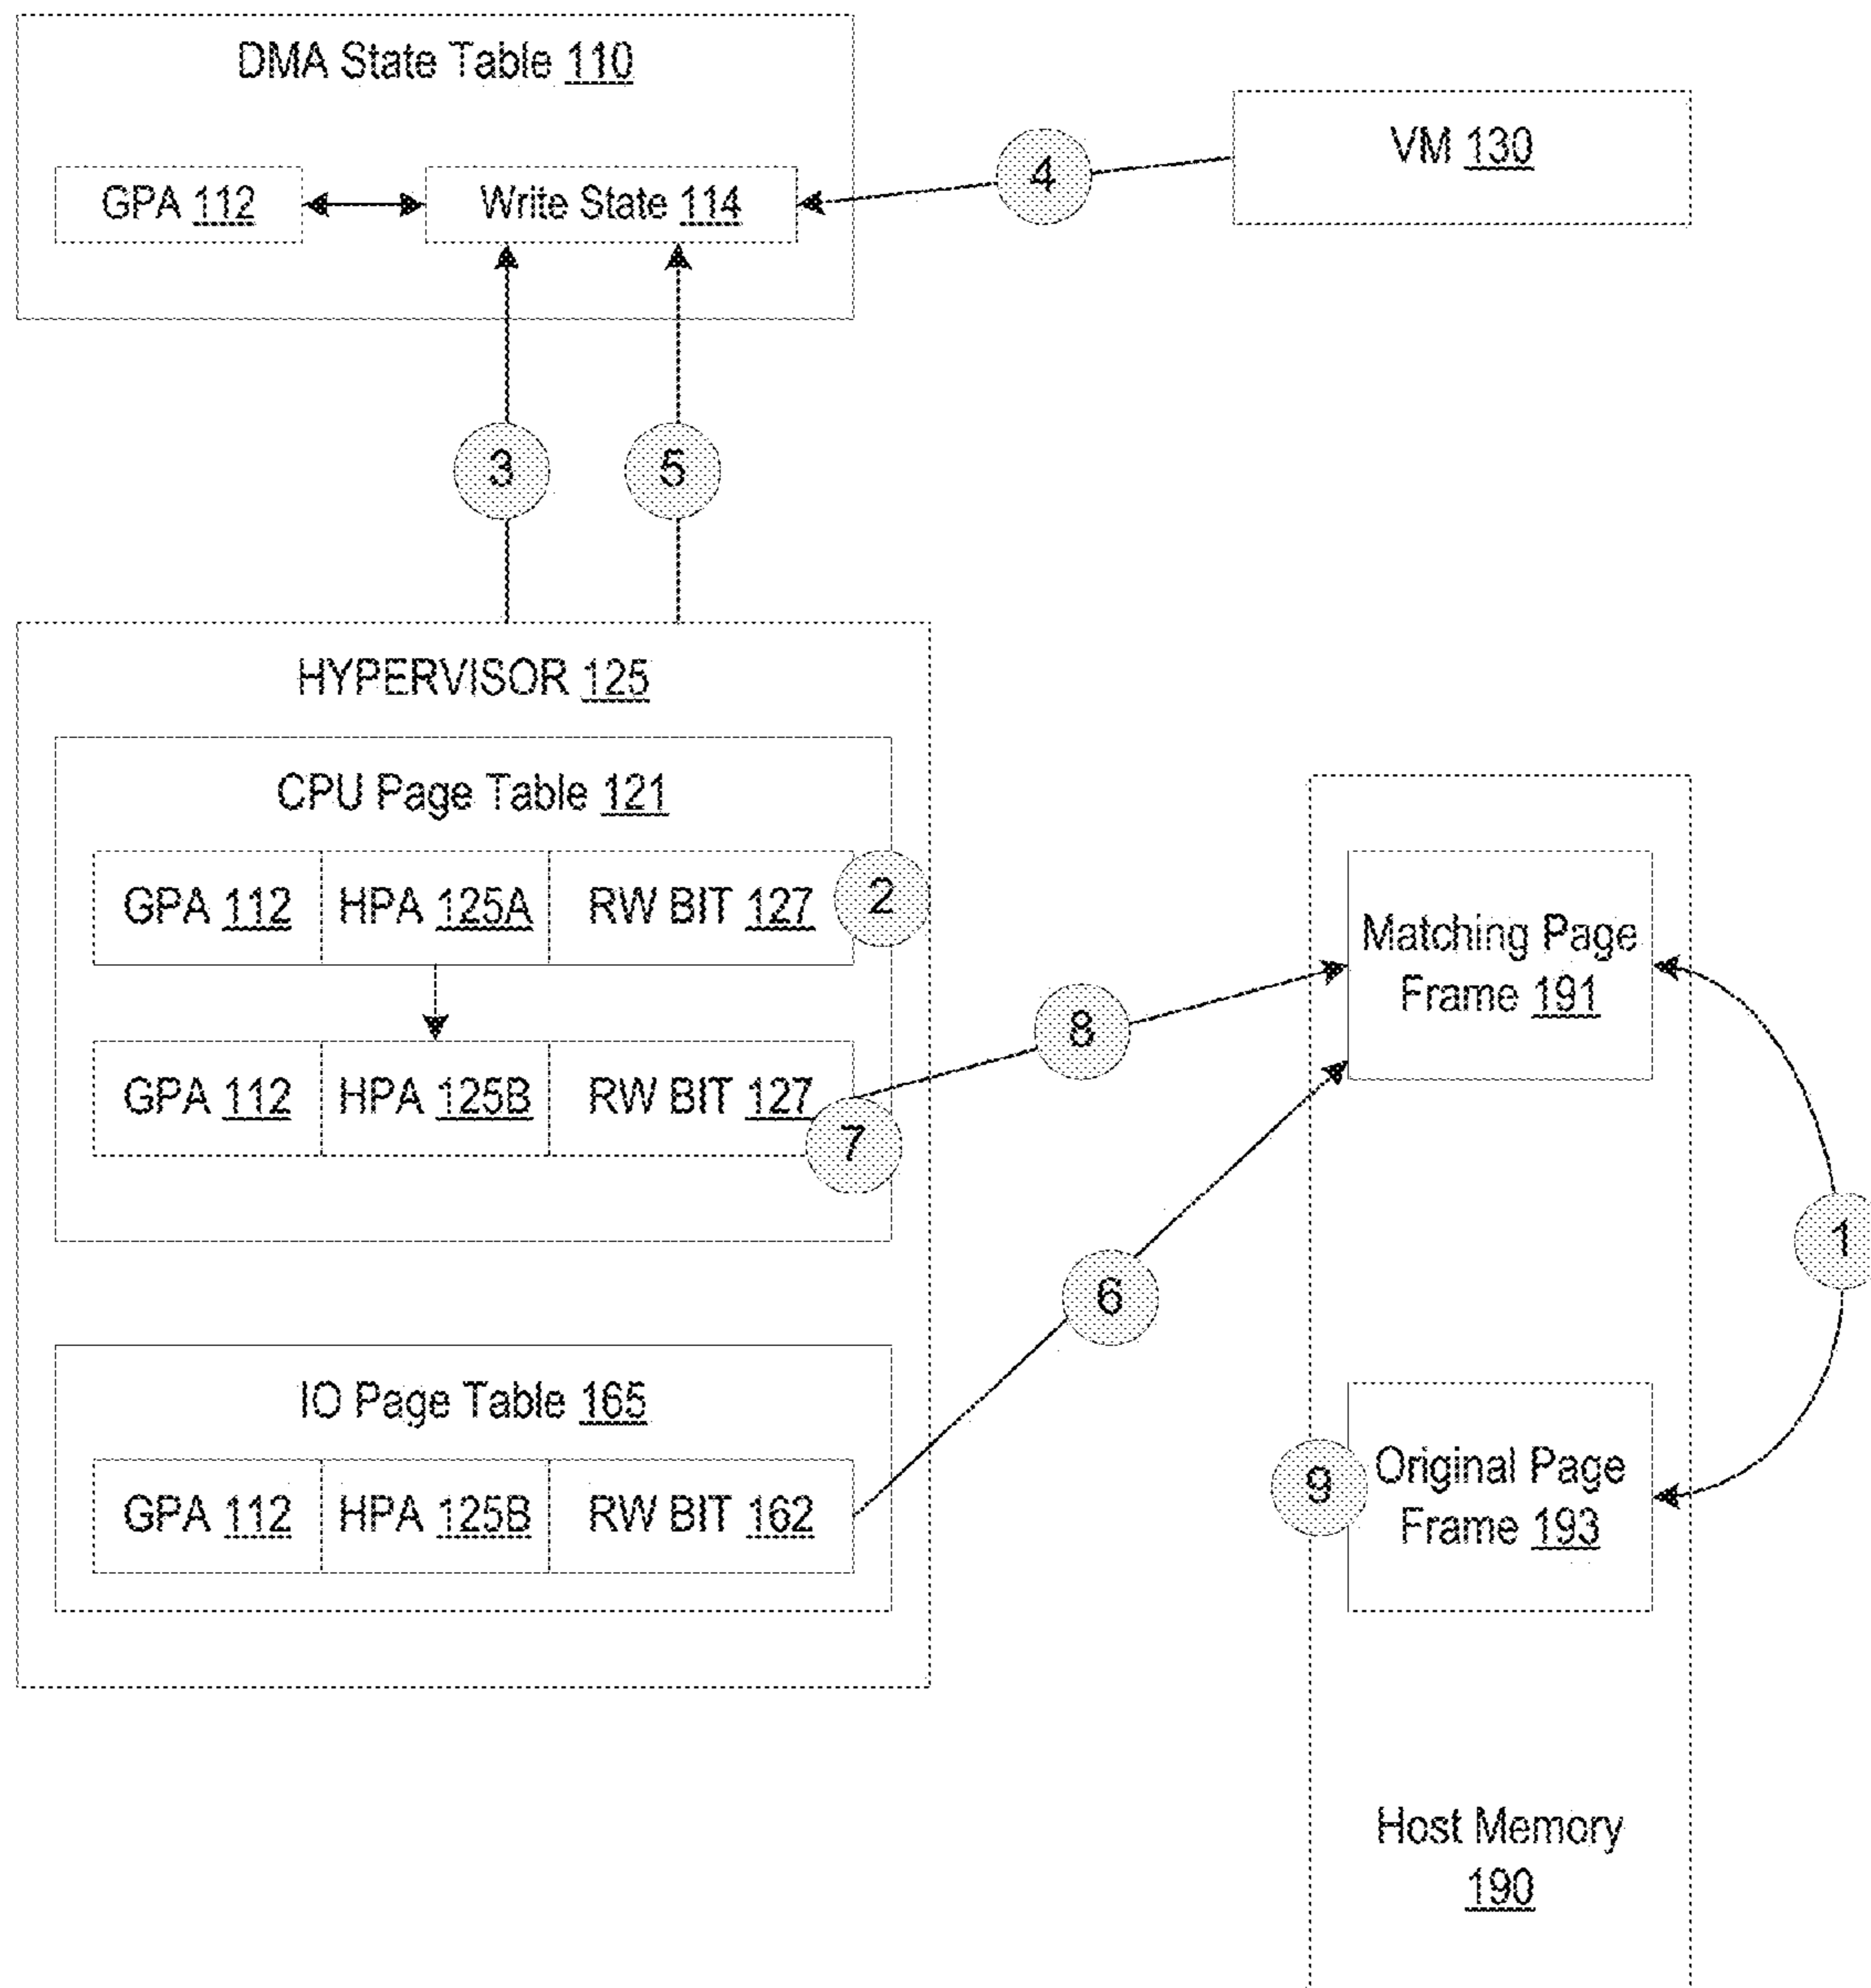 DMA State Table 110
GPA 112
Write State 114
4
VM 130
3
5
HYPERVISOR 125
CPU Page Table 121
GPA 112
HPA 125A
RW BIT 127
2
GPA 112
HPA 125B
RW BIT 127
7
8
6
IO Page Table 165
GPA 112
HPA 125B
RW BIT 162
Matching Page
Frame 191
1
9
Original Page
Frame 193
Host Memory
190